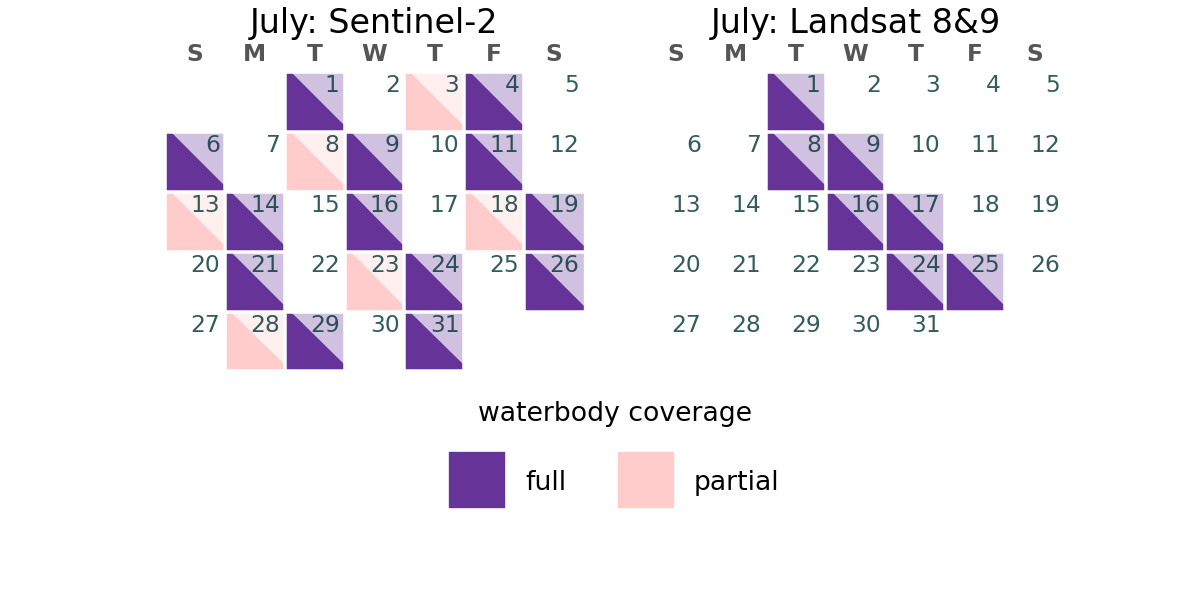 July: Sentinel-2
S M T W T F S
1 2 3 4 5
6 7 8 9 10 11 12
13 14 15 16 17 18 19
20 21 22 23 24 25 26
27 28 29 30 31
July: Landsat 8&9
S M T W T F S
1 2 3 4 5
6 7 8 9 10 11 12
13 14 15 16 17 18 19
20 21 22 23 24 25 26
27 28 29 30 31
waterbody coverage
full
partial